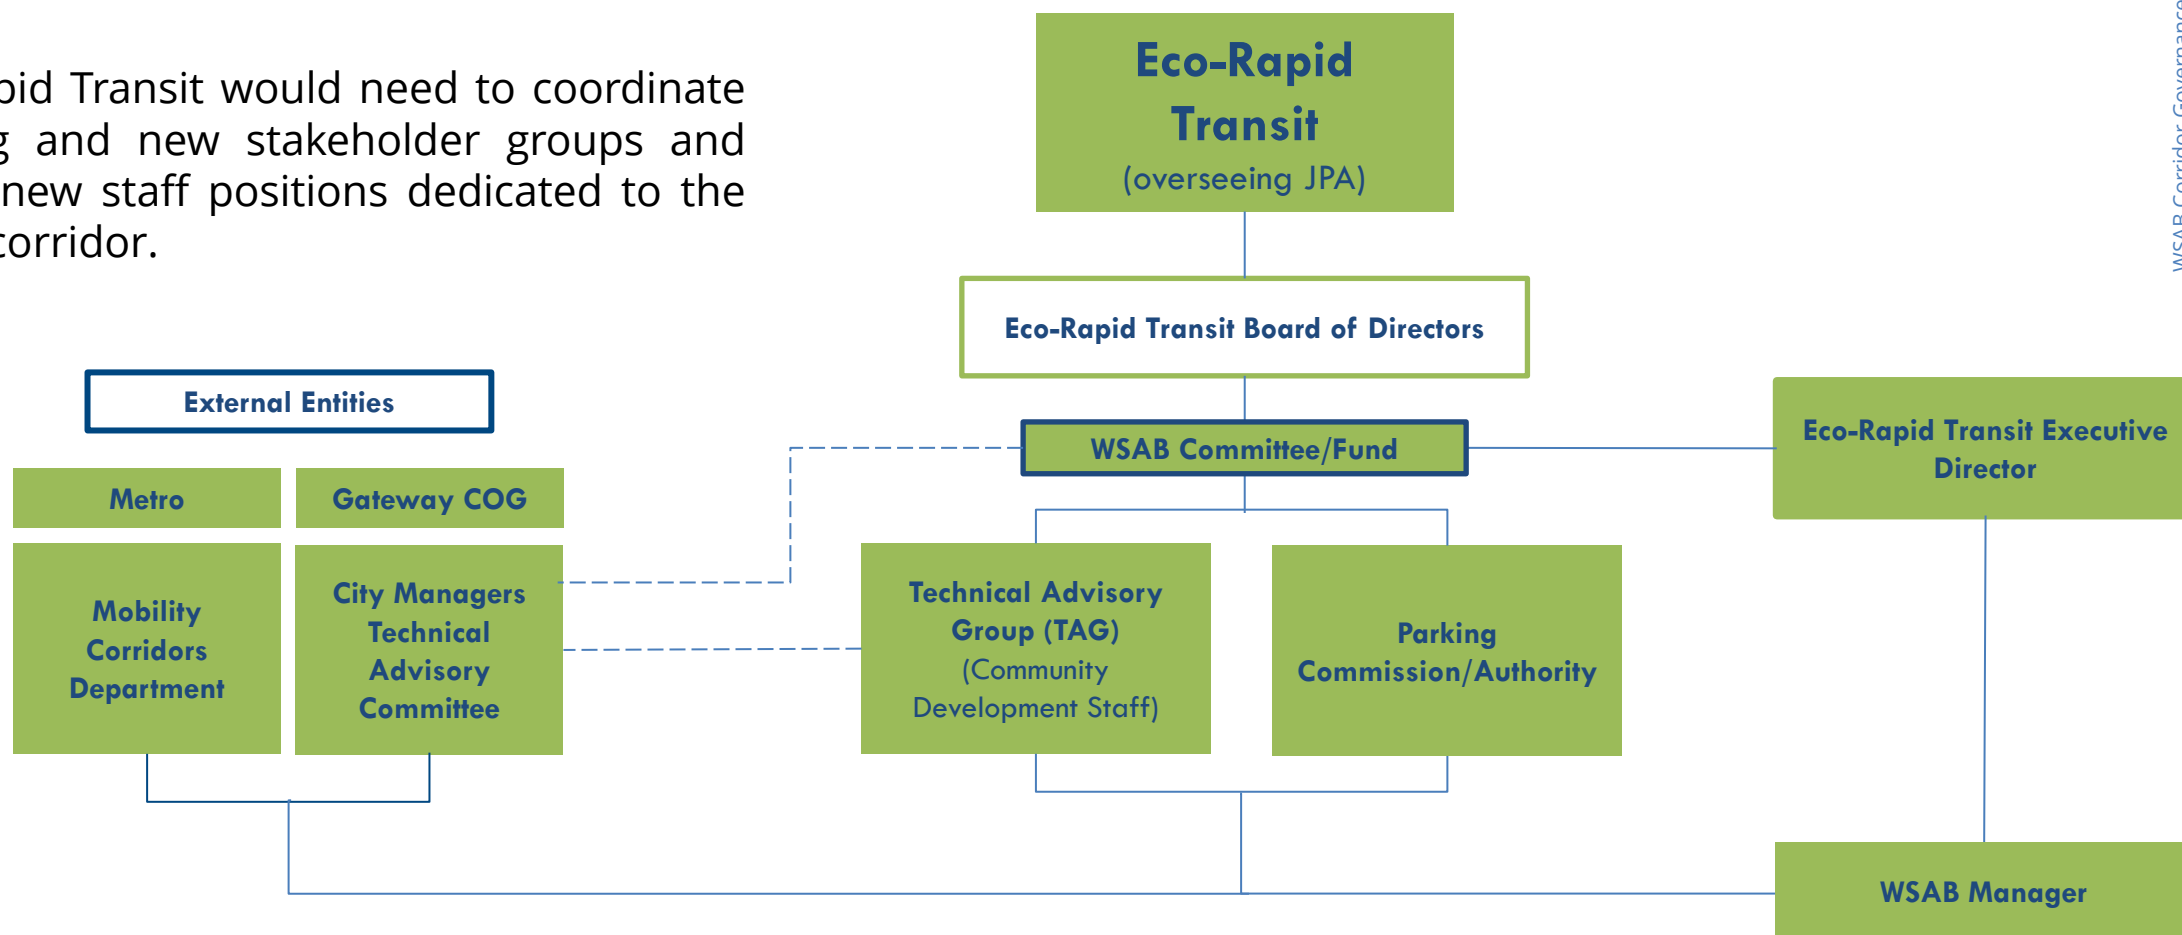 Transit would need to coordinate
and new stakeholder groups and
new staff positions dedicated to the
corridor.
Eco-Rapid
Transit
(overseeing JPA)
WSAB Corridor Governance
Eco-Rapid Transit Board of Directors
External Entities
WSAB Committee/Fund
Eco-Rapid Transit Executive
Director
Metro
Gateway COG
Mobility
Corridors
Department
City Managers
Technical
Advisory
Committee
Technical Advisory
Group (TAG)
(Community
Development Staff)
Parking
Commission/Authority
WSAB Manager